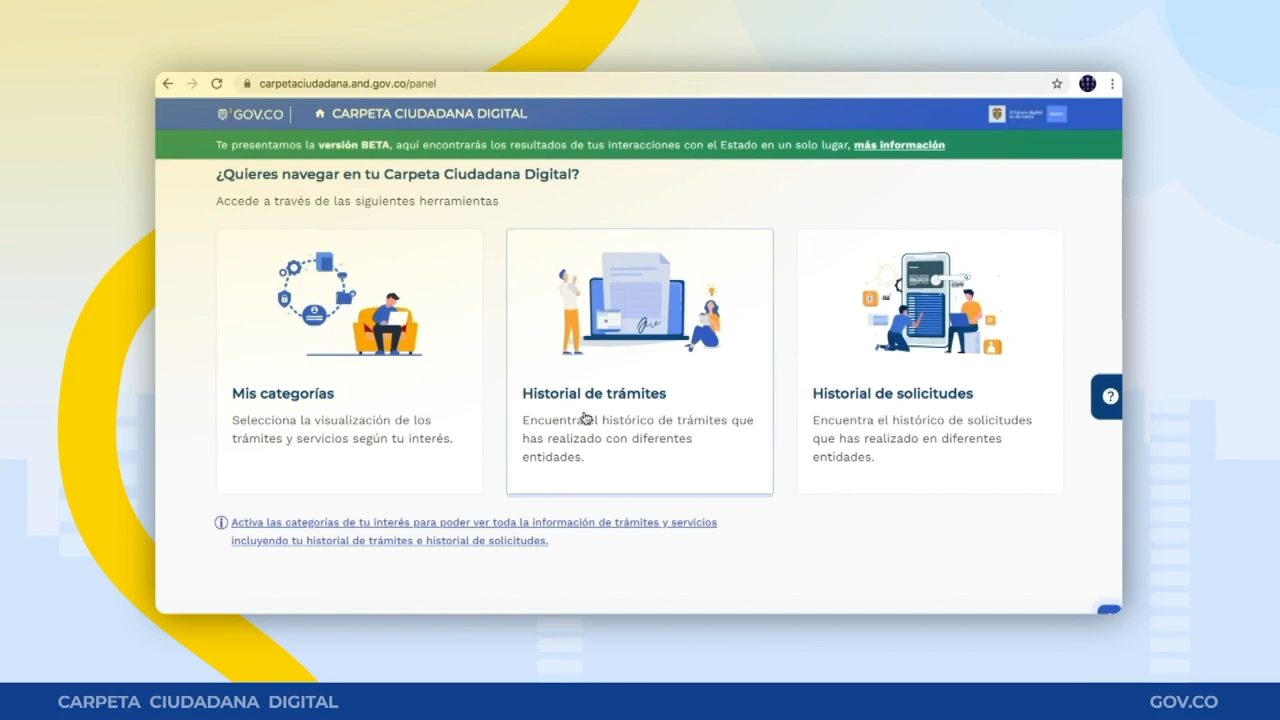 carpetaciudadana.and.gov.co/panel
GOV.CO CARPETA CIUDADANA DIGITAL
Te presentamos la versión BETA, aquí encontrarás los resultados de tus interacciones con el Estado en un solo lugar, más información
¿Quieres navegar en tu Carpeta Ciudadana Digital?
Accede a través de las siguientes herramientas
Mis categorías
Selecciona la visualización de los
trámites y servicios según tu interés.
Historial de trámites
Encuentra el histórico de trámites que
has realizado con diferentes
entidades.
Historial de solicitudes
Encuentra el histórico de solicitudes
que has realizado en diferentes
entidades.
Activa las categorías de tu interés para poder ver toda la información de trámites y servicios
incluyendo tu historial de trámites e historial de solicitudes.
CARPETA CIUDADANA DIGITAL
GOV.CO